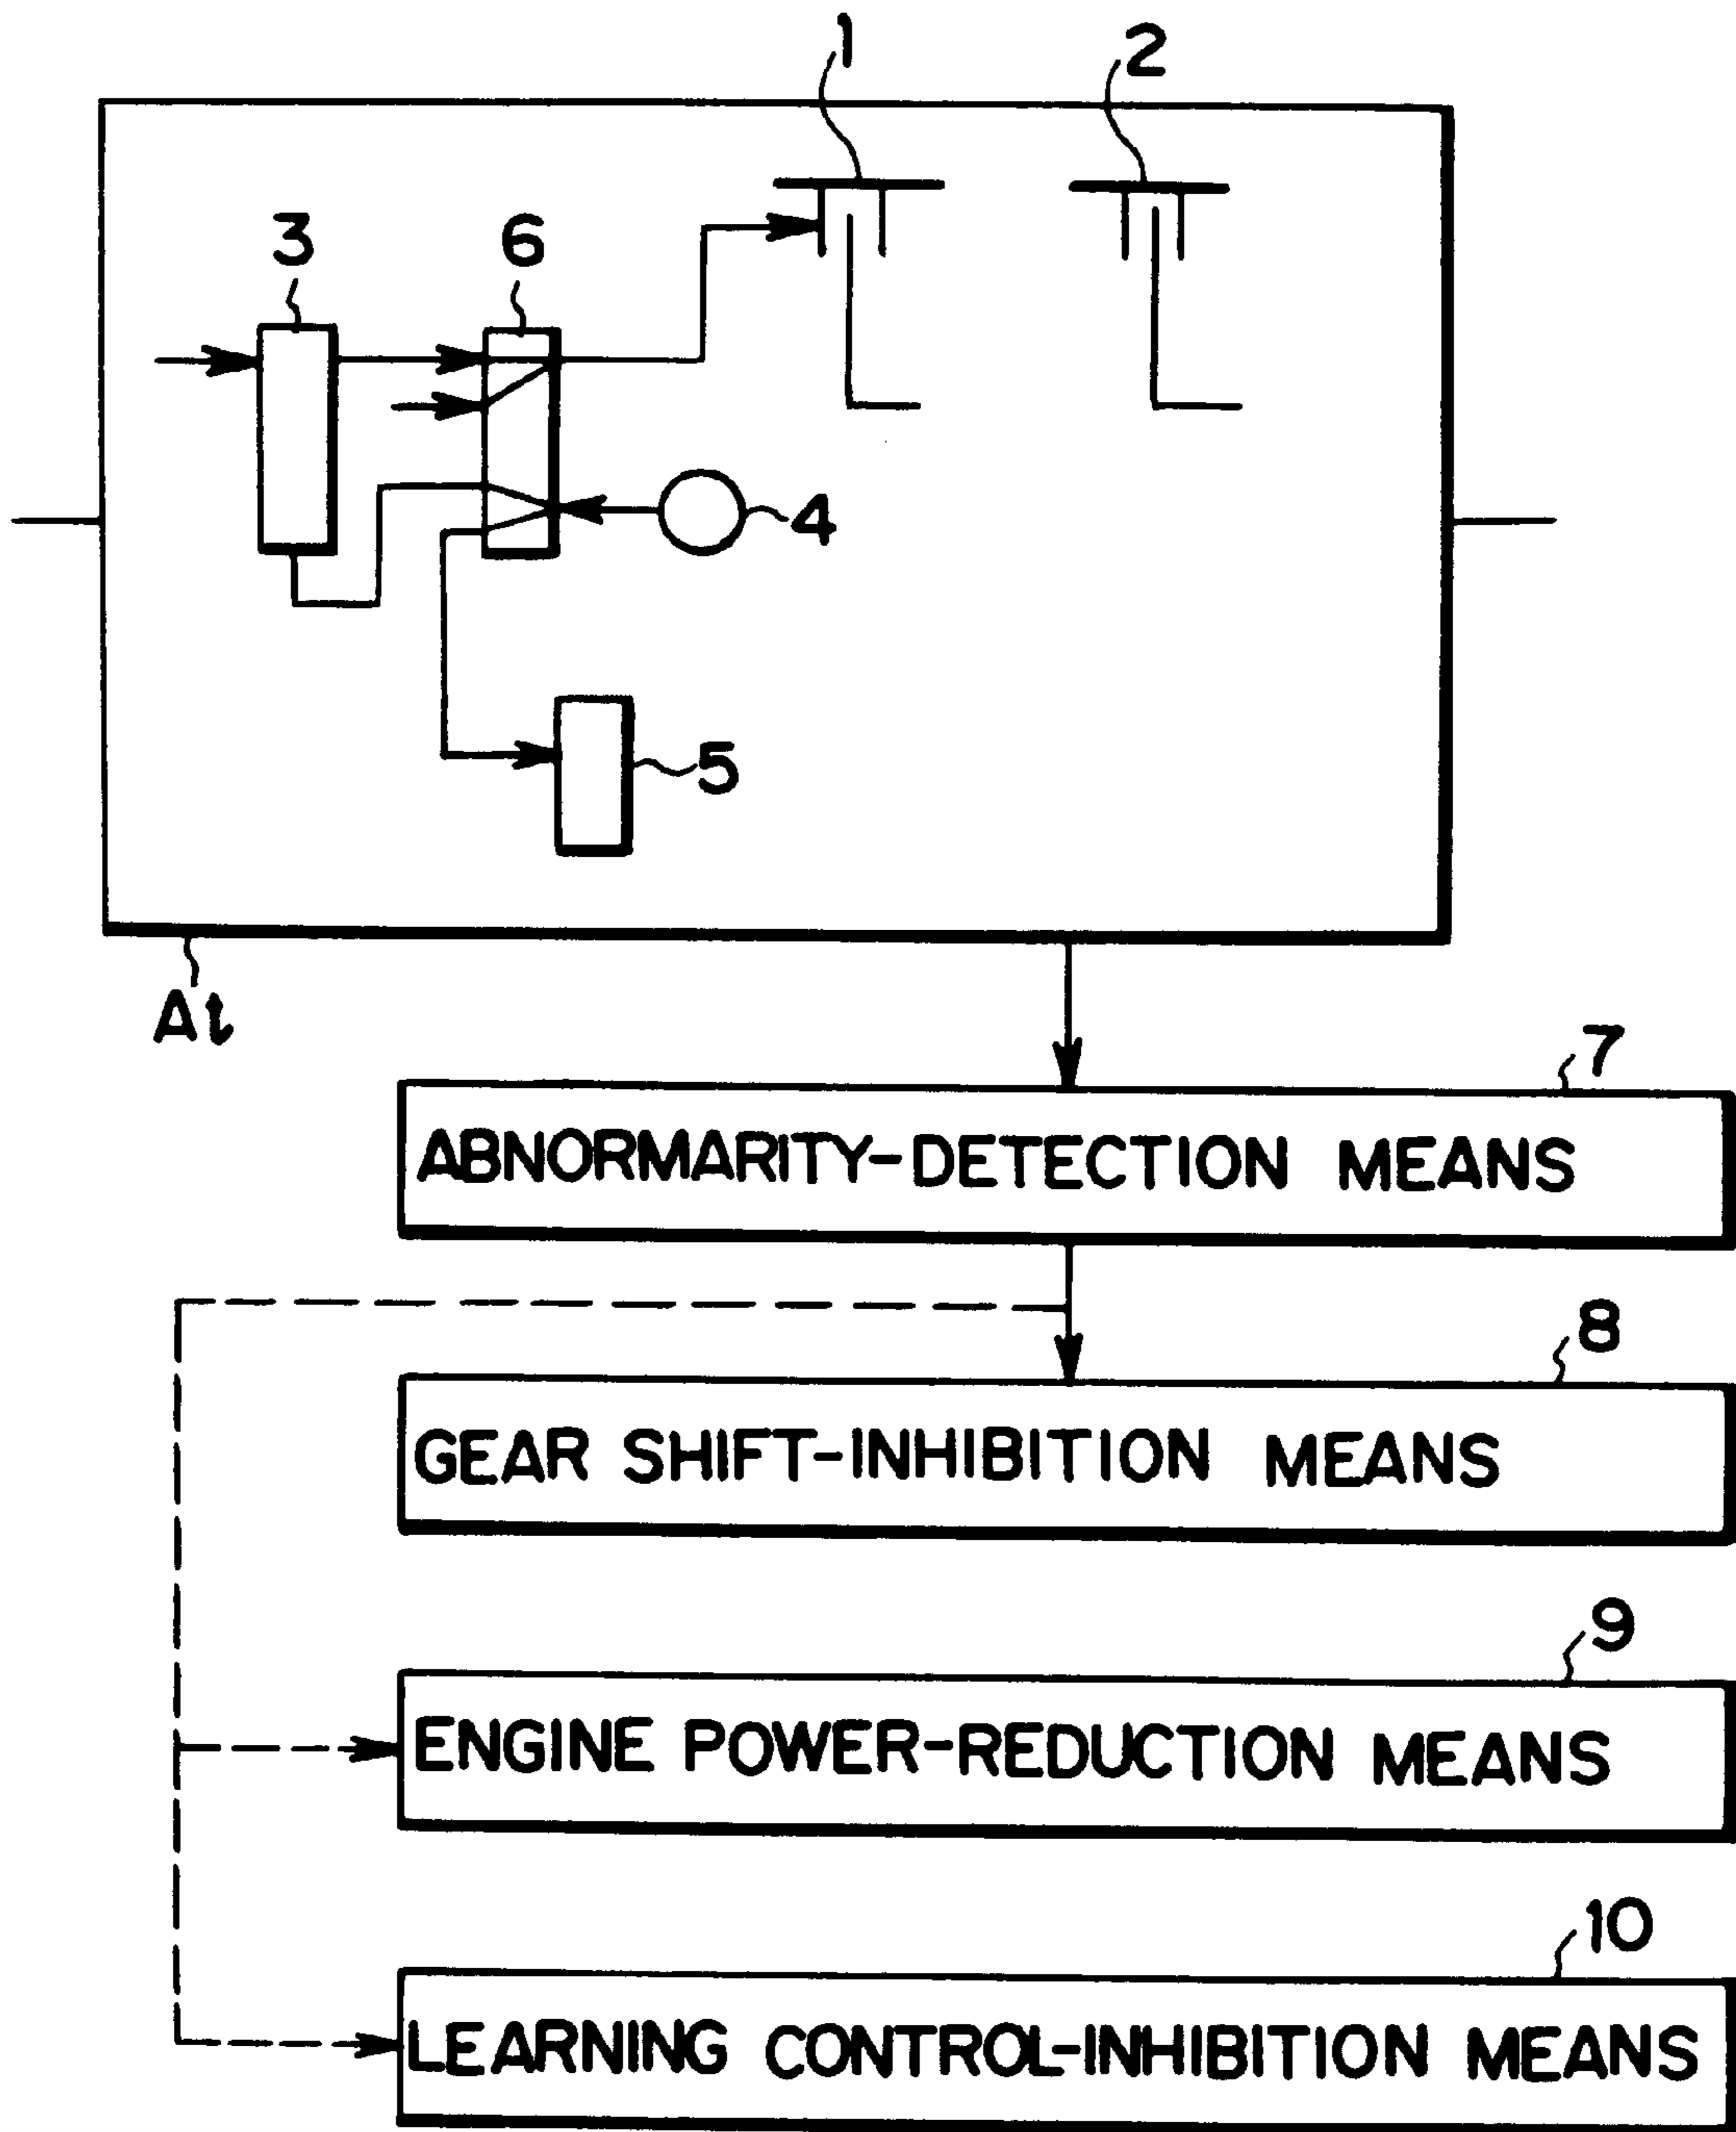 1
2
3
6
4
5
At
7
ABNORMARITY-DETECTION MEANS
8
GEAR SHIFT-INHIBITION MEANS
9
ENGINE POWER-REDUCTION MEANS
10
LEARNING CONTROL-INHIBITION MEANS